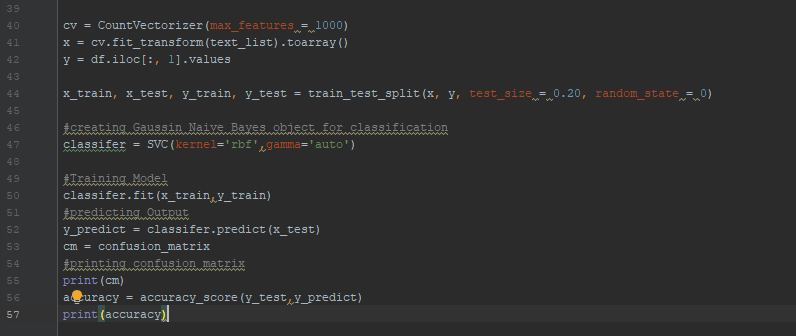 39
40 cv = CountVectorizer(max_features = 1000)
41 x = cv.fit_transform(text_list).toarray()
42 y = df.iloc[:, 1].values
43
44 x_train, x_test, y_train, y_test = train_test_split(x, y, test_size = 0.20, random_state = 0)
45
46 #creating Gaussin Naive Bayes object for classification
47 classifer = SVC(kernel='rbf',gamma='auto')
48
49 #Training Model
50 classifer.fit(x_train,y_train)
51 #predicting Output
52 y_predict = classifer.predict(x_test)
53 cm = confusion_matrix
54 #printing confusion matrix
55 print(cm)
56 accuracy = accuracy_score(y_test,y_predict)
57 print(accuracy)